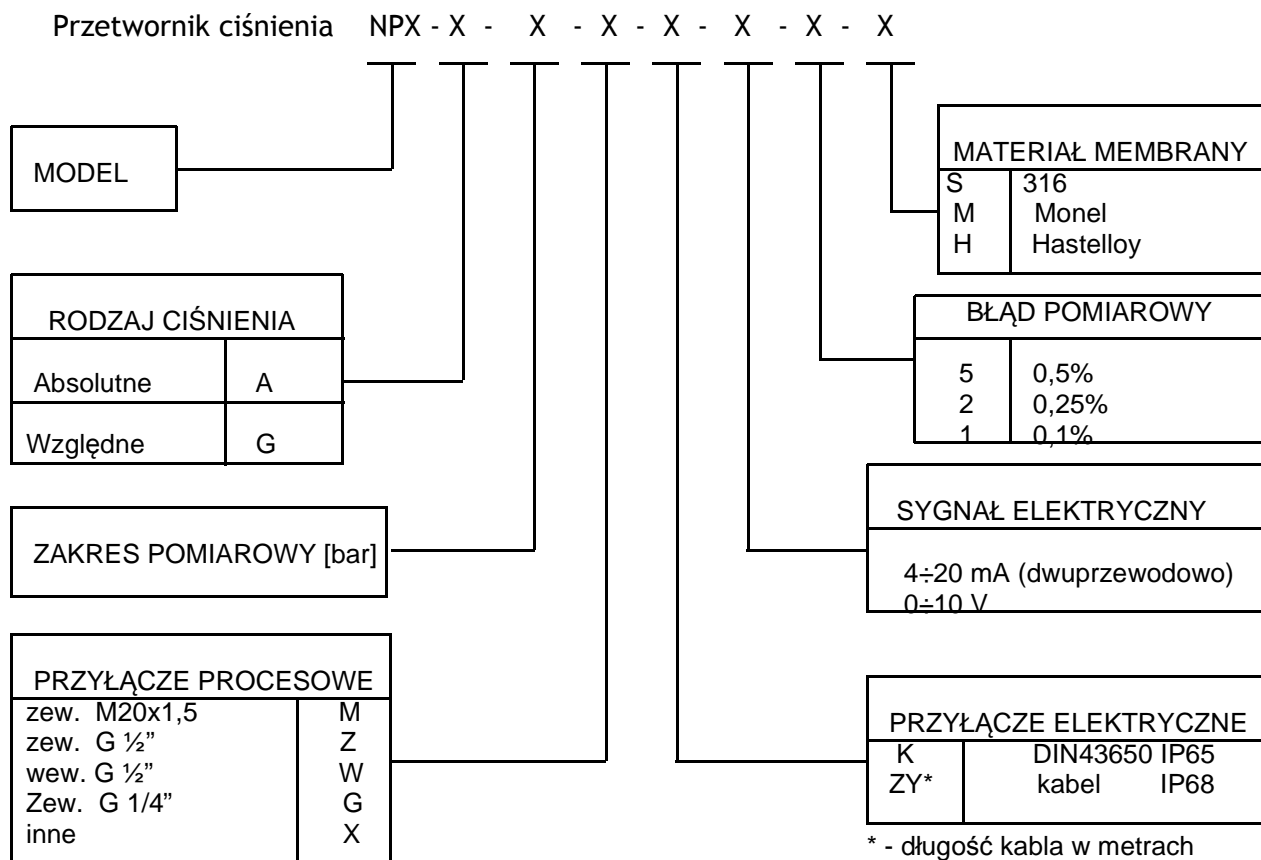 Przetwornik ciśnienia NPX - X - X - X - X - X - X - X
MODEL
RODZAJ CIŚNIENIA
Absolutne A
Względne G
ZAKRES POMIAROWY [bar]
PRZYŁĄCZE PROCESOWE
zew. M20x1,5 M
zew. G ½” Z
wew. G ½” W
Zew. G 1/4” G
inne X
MATERIAŁ MEMBRANY
S 316
M Monel
H Hastelloy
BŁĄD POMIAROWY
5 0,5%
2 0,25%
1 0,1%
SYGNAŁ ELEKTRYCZNY
4÷20 mA (dwuprzewodowo)
0÷10 V
PRZYŁĄCZE ELEKTRYCZNE
K DIN43650 IP65
ZY* kabel IP68
* - długość kabla w metrach